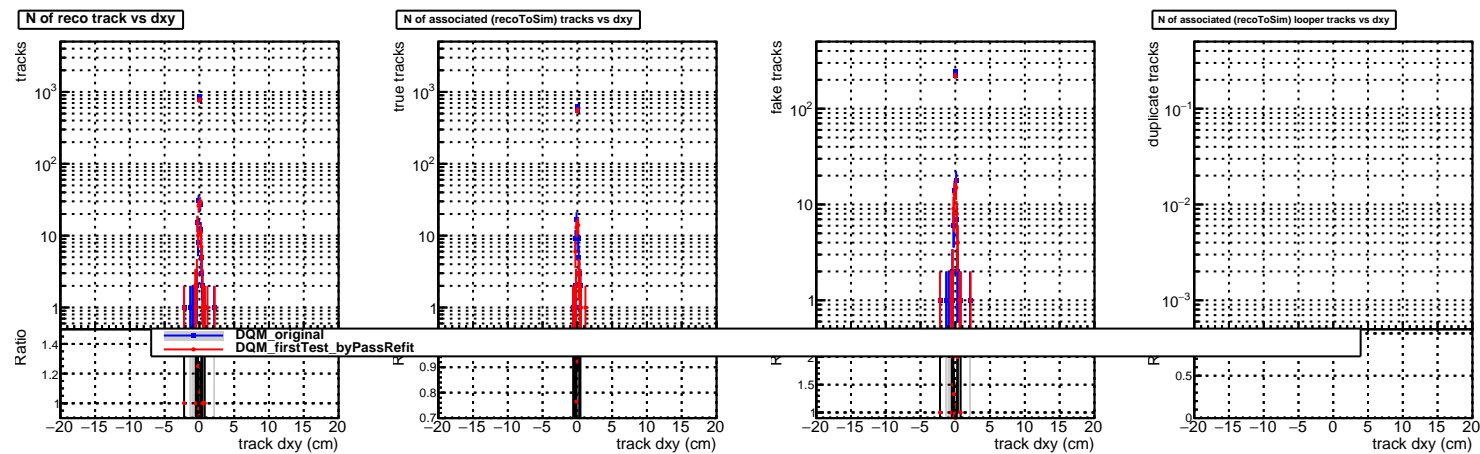 N of reco track vs dxy
N of associated (recoToSim) tracks vs dxy
N of associated (recoToSim) looper tracks vs dxy
tracks
10³
10²
10
1
true tracks
10³
10²
10
1
fake tracks
10²
10
1
duplicate tracks
10⁻¹
10⁻²
10⁻³
DQM_original
DQM_firstTest_byPassRefit
Ratio
1.4
1.2
1
0.9
0.8
0.7
1.5
1
0.5
0
−20 −15 −10 −5 0 5 10 15 20
track dxy (cm)
−20 −15 −10 −5 0 5 10 15 20
track dxy (cm)
−20 −15 −10 −5 0 5 10 15 20
track dxy (cm)
−20 −15 −10 −5 0 5 10 15 20
track dxy (cm)